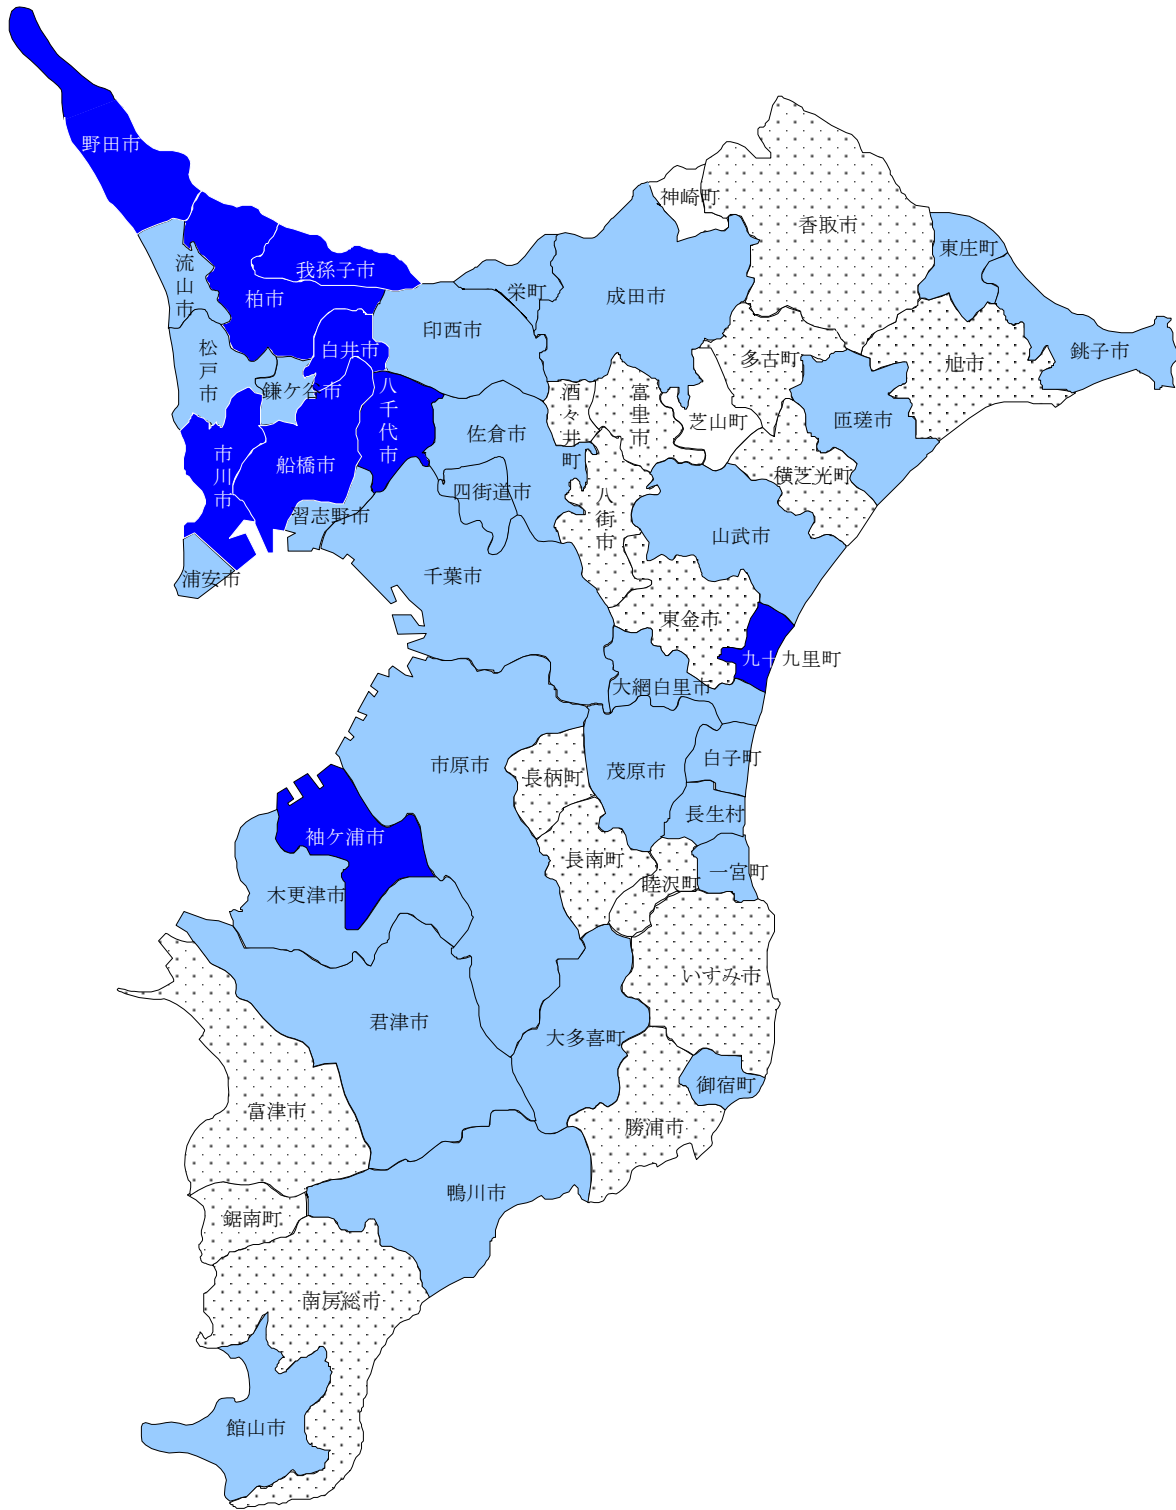 野田市
流山市
柏市
我孫子市
松戸市
鎌ケ谷市
白井市
印西市
栄町
成田市
神崎町
香取市
東庄町
銚子市
旭市
多古町
匝瑳市
横芝光町
芝山町
富里市
酒々井町
八街市
佐倉市
四街道市
八千代市
船橋市
市川市
習志野市
浦安市
千葉市
山武市
東金市
九十九里町
大網白里市
市原市
長柄町
茂原市
白子町
長生村
長南町
睦沢町
一宮町
袖ケ浦市
木更津市
いすみ市
君津市
大多喜町
御宿町
勝浦市
富津市
鴨川市
鋸南町
南房総市
館山市